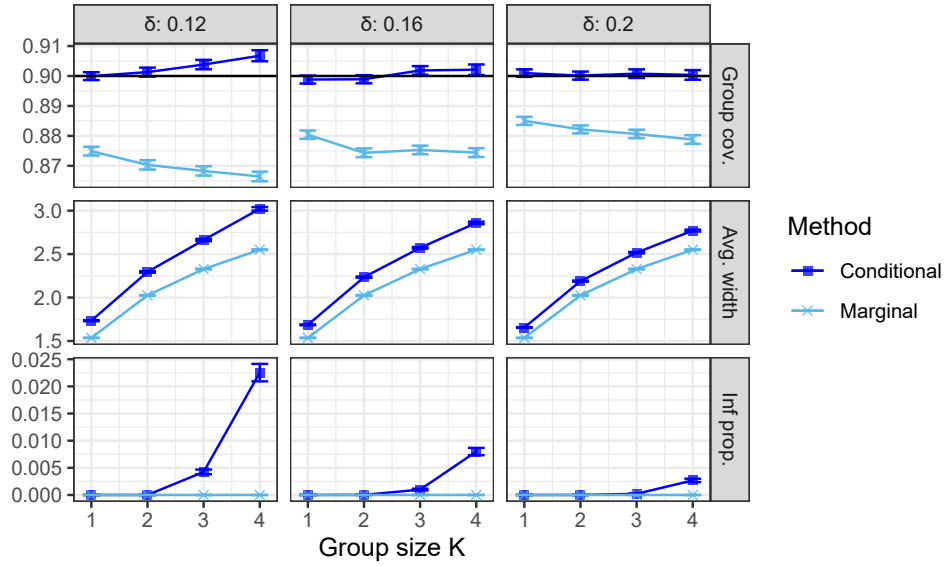 δ: 0.12 δ: 0.16 δ: 0.2
0.91
0.90
0.89
0.88
0.87
Group cov.
3.0
2.5
2.0
1.5
Avg. width
0.025
0.020
0.015
0.010
0.005
0.000
Inf prop.
1 2 3 4 1 2 3 4 1 2 3 4
Group size K
Method
Conditional
Marginal